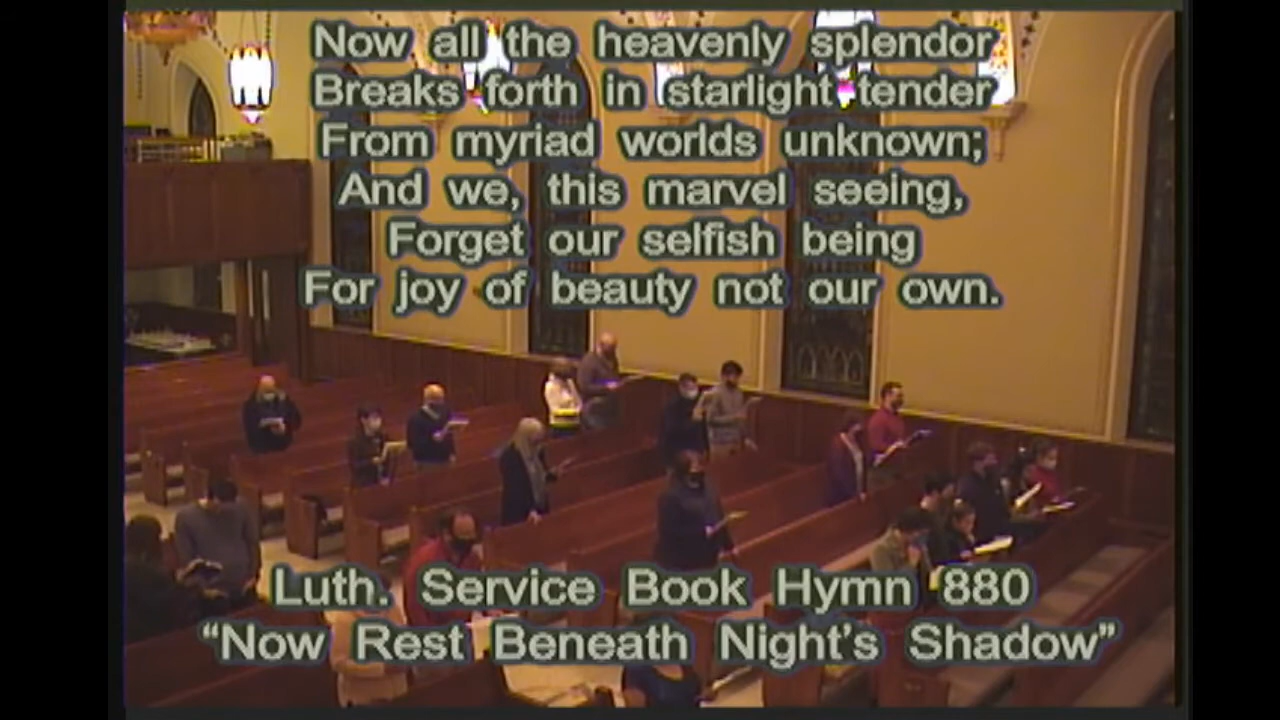 Now all the heavenly splendor
Breaks forth in starlight tender
From myriad worlds unknown;
And we, this marvel seeing,
Forget our selfish being
For joy of beauty not our own.
Luth. Service Book Hymn 880
“Now Rest Beneath Night’s Shadow”